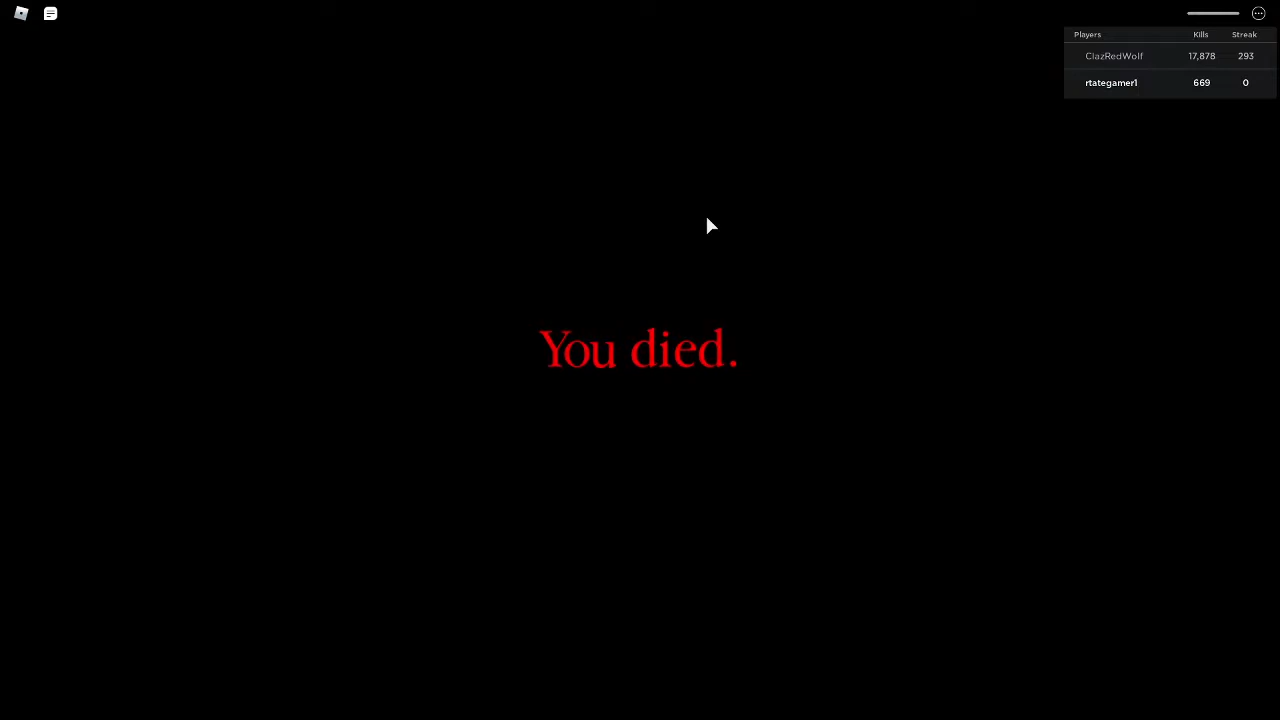 Players Kills Streak
ClazRedWolf 17,878 293
rtategamer1 669 0
You died.